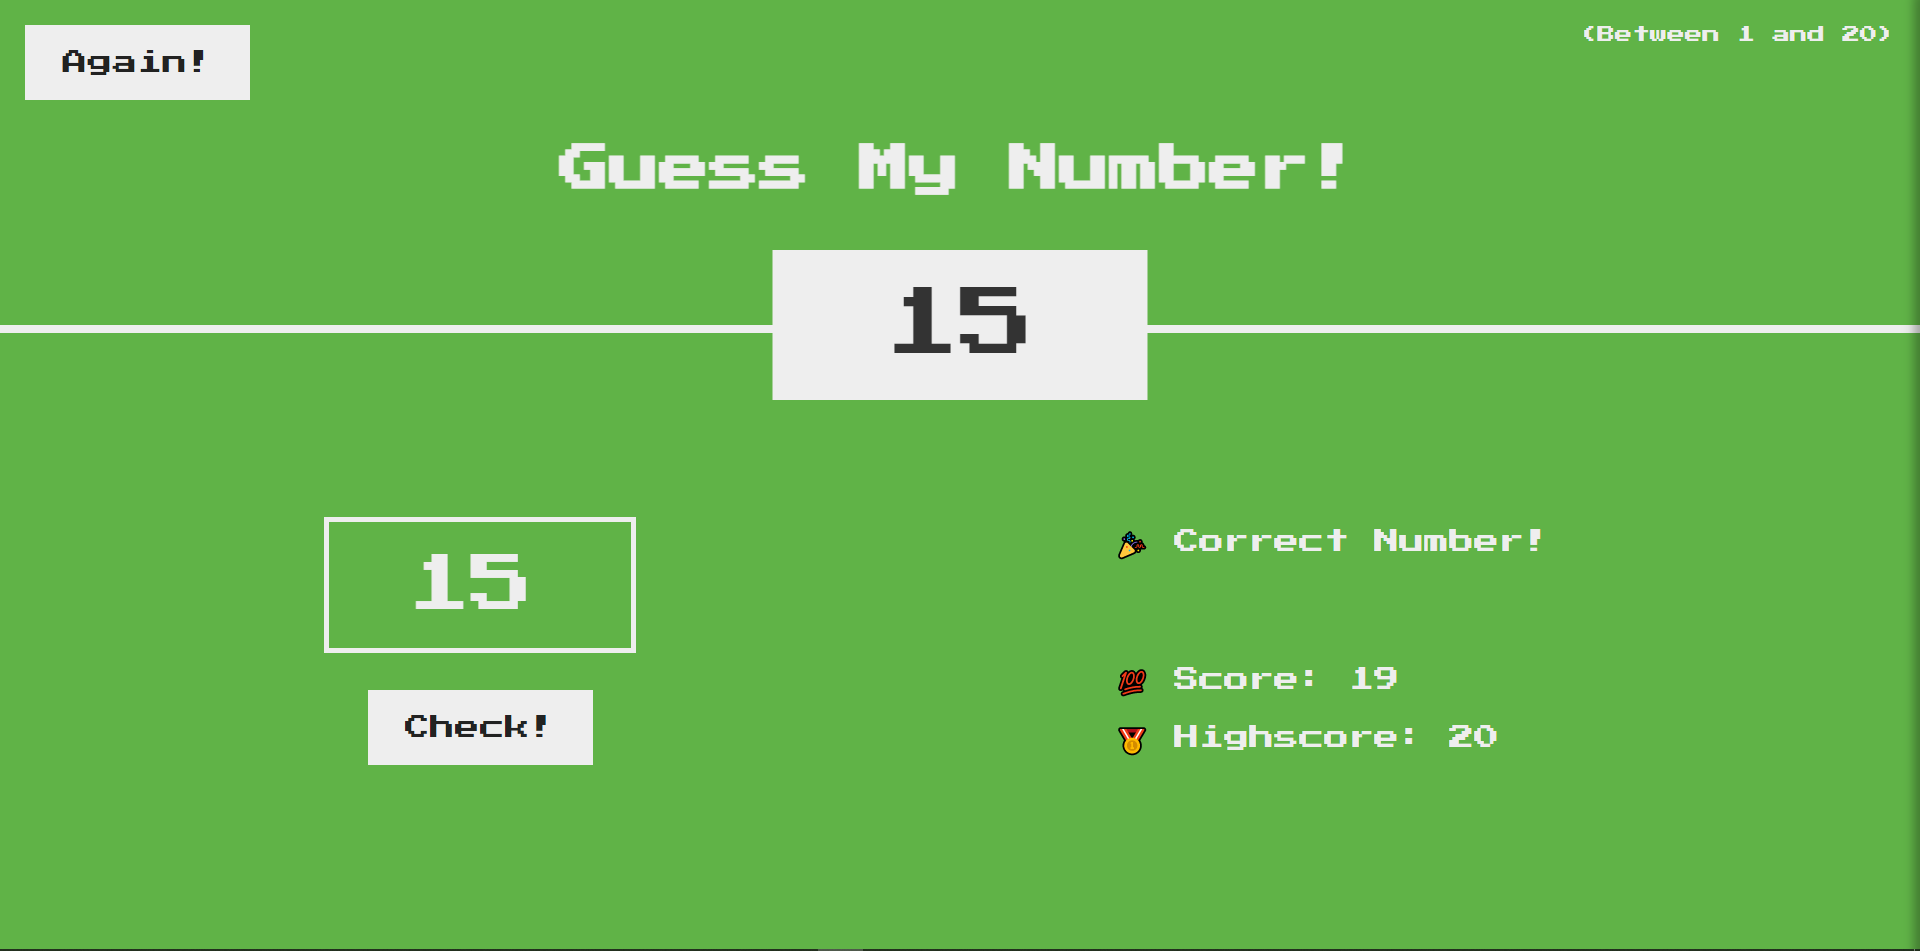 Again!
(Between 1 and 20)
Guess My Number!
15
15
Check!
🎉 Correct Number!
💯 Score: 19
🥇 Highscore: 20